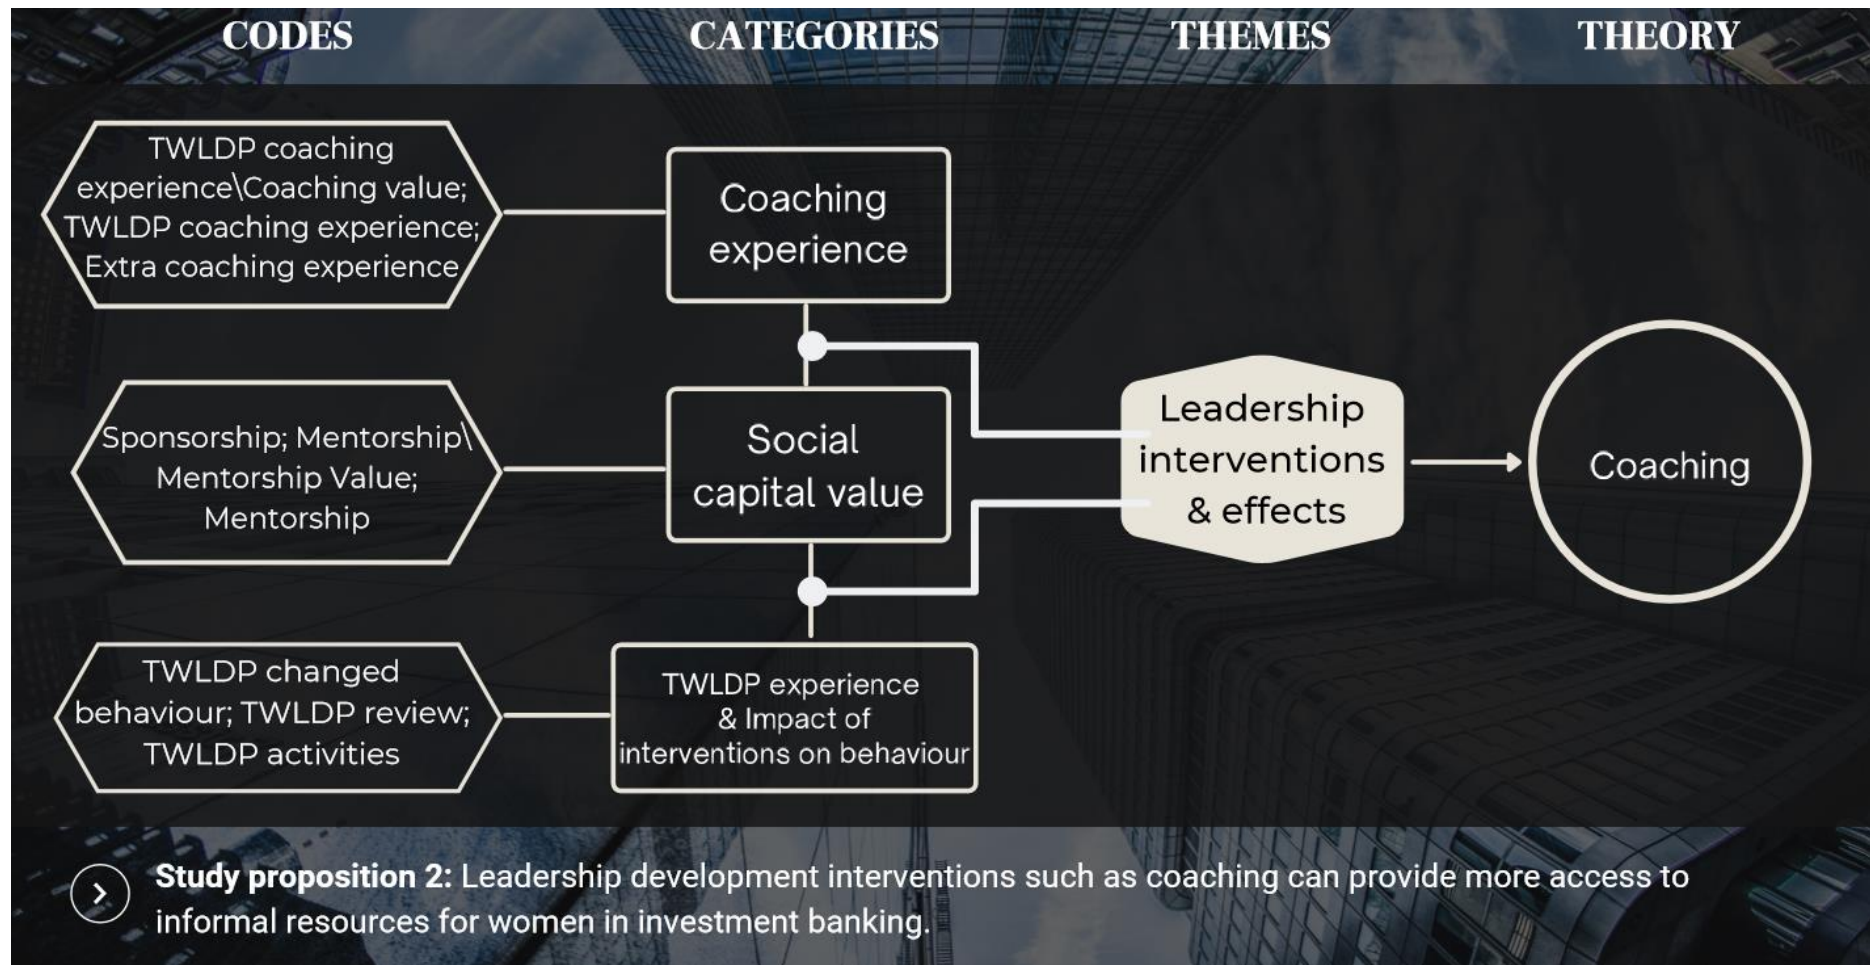 CODES
CATEGORIES
THEMES
THEORY
TWLDP coaching
experience\Coaching value;
TWLDP coaching experience;
Extra coaching experience
Coaching
experience
Sponsorship; Mentorship\
Mentorship Value;
Mentorship
Social
capital value
Leadership
interventions
& effects
Coaching
TWLDP changed
behaviour; TWLDP review;
TWLDP activities
TWLDP experience
& Impact of
interventions on behaviour
Study proposition 2: Leadership development interventions such as coaching can provide more access to
informal resources for women in investment banking.